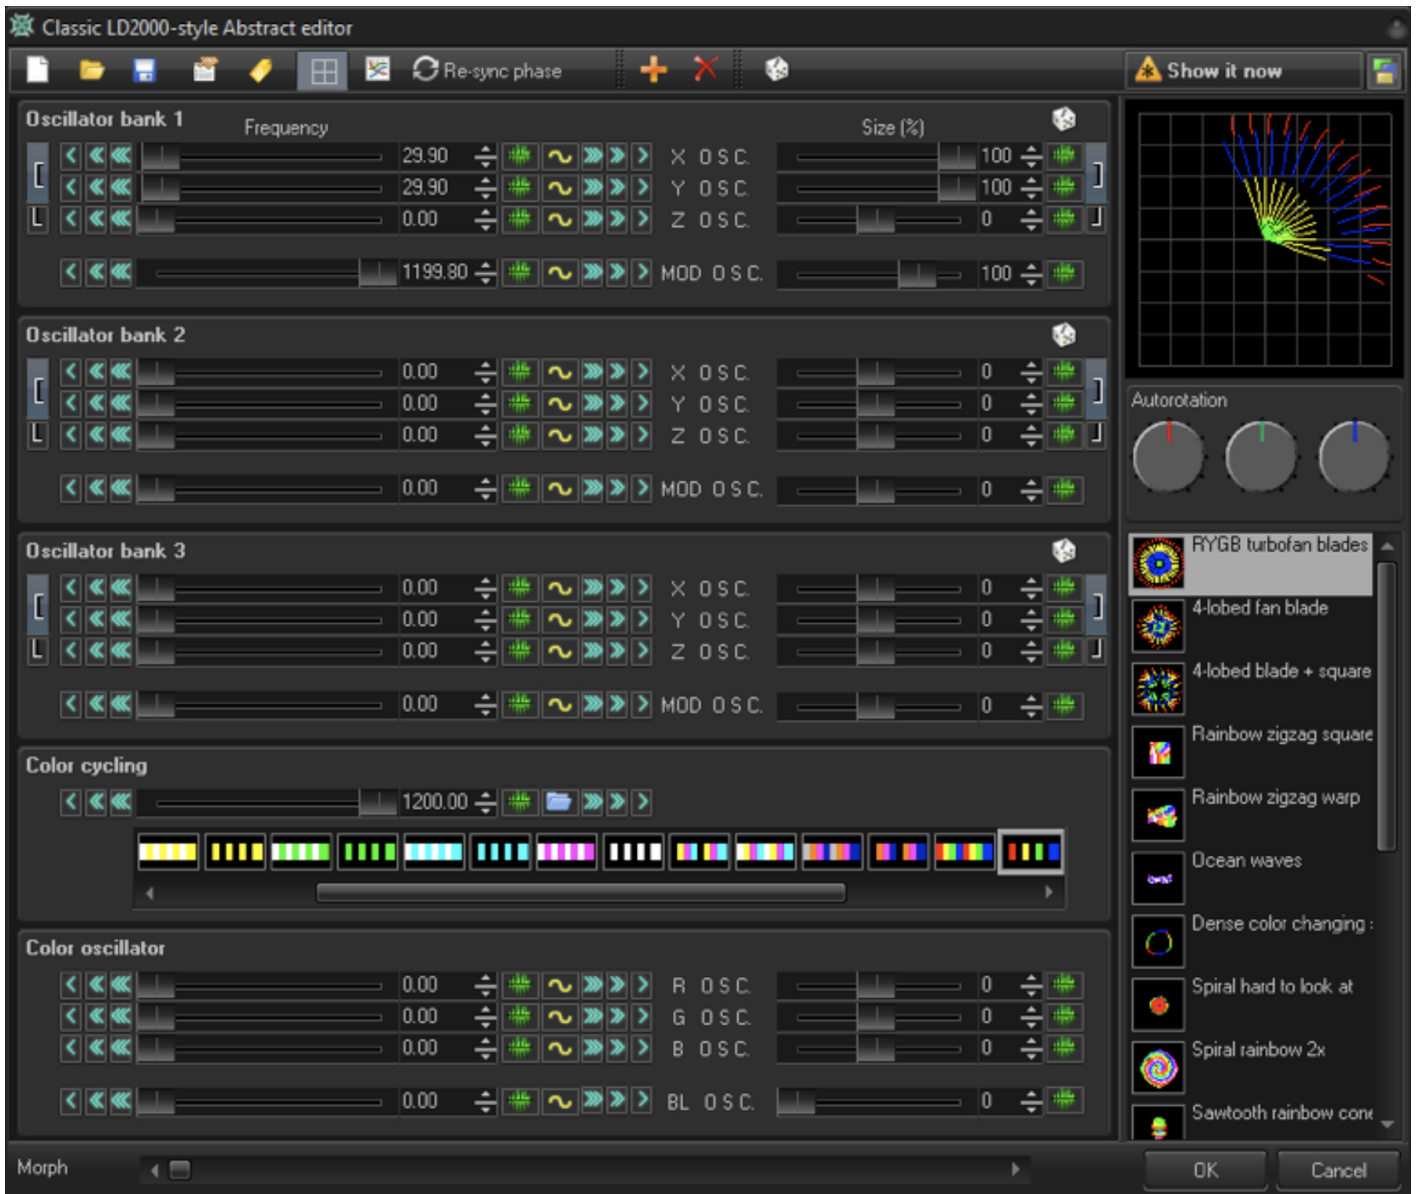 Classic LD2000-style Abstract editor
Re-sync phase
Show it now
Oscillator bank 1
Frequency
Size (%)
29.90 X OSC. 100
29.90 Y OSC. 100
0.00 Z OSC. 0
1199.80 MOD OSC. 100
Oscillator bank 2
0.00 X OSC. 0
0.00 Y OSC. 0
0.00 Z OSC. 0
0.00 MOD OSC. 0
Oscillator bank 3
0.00 X OSC. 0
0.00 Y OSC. 0
0.00 Z OSC. 0
0.00 MOD OSC. 0
Color cycling
1200.00
Color oscillator
0.00 R OSC. 0
0.00 G OSC. 0
0.00 B OSC. 0
0.00 BL OSC. 0
Autorotation
RYGB turbofan blades
4-lobed fan blade
4-lobed blade + square
Rainbow zigzag square
Rainbow zigzag warp
Ocean waves
Dense color changing
Spiral hard to look at
Spiral rainbow 2x
Sawtooth rainbow cone
Morph
OK
Cancel